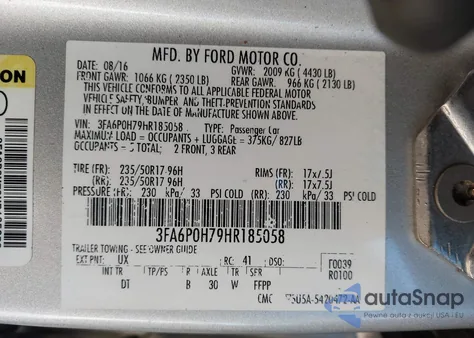 MFD. BY FORD MOTOR CO.
DATE: 08/16 GVWR: 2009 KG ( 4430 LB)
FRONT GAWR: 1066 KG ( 2350 LB) REAR GAWR: 966 KG ( 2130 LB)
THIS VEHICLE CONFORMS TO ALL APPLICABLE FEDERAL MOTOR
VEHICLE SAFETY, BUMPER AND THEFT PREVENTION STANDARDS
IN EFFECT ON THE DATE OF MANUFACTURE SHOWN ABOVE.
VIN: 3FA6P0H79HR185058 TYPE: Passenger Car
MAXIMUM LOAD = OCCUPANTS + LUGGAGE = 375KG/ 827LB
OCCUPANTS = 5 TOTAL; 2 FRONT, 3 REAR
TIRE (FR): 235/50R17 96H RIMS (FR): 17x7.5J
(RR): 235/50R17 96H (RR): 17x7.5J
PRESSURE (FR): 230 kPa/ 33 PSI COLD (RR): 230 kPa/ 33 PSI COLD
3FA6P0H79HR185058
TRAILER TOWING - SEE OWNER GUIDE
EXT PNT: UX RC: 41 DSO: F0039
R0100
INT TR TP/PS R AXLE TR SPR
DT B 30 W FFPP
CMC
ON
autoSnap